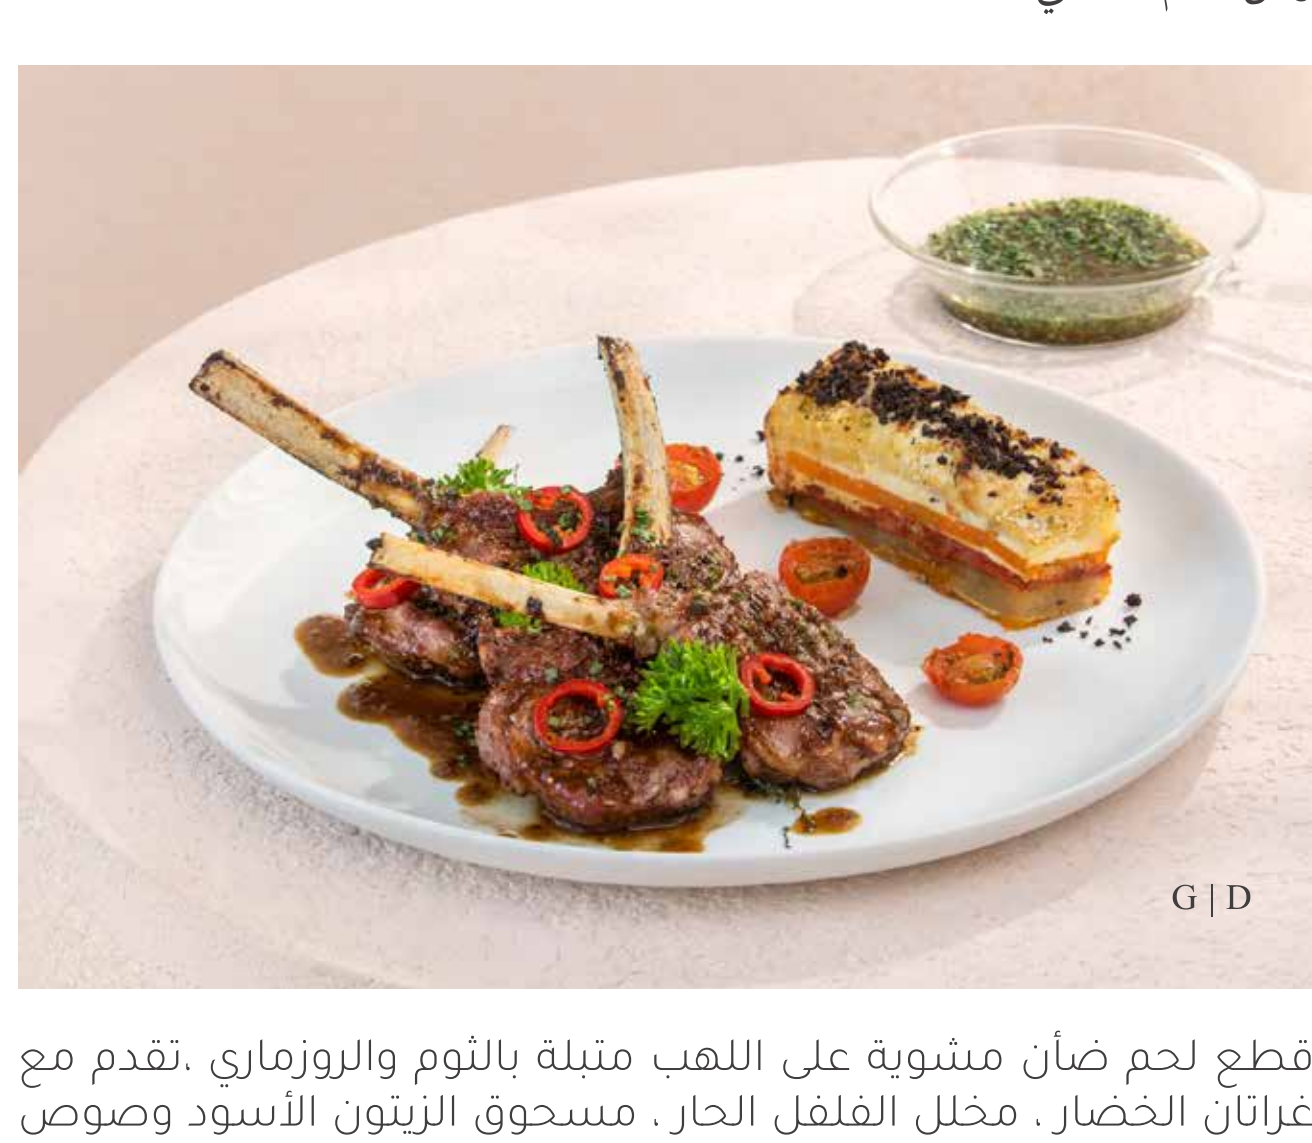 G | D
قطع لحم ضأن مشوية على اللهب متبلة بالثوم والروزماري ،تقدم مع
غراتان الخضار ، مخلل الفلفل الحار ، مسحوق الزيتون الأسود وصوص